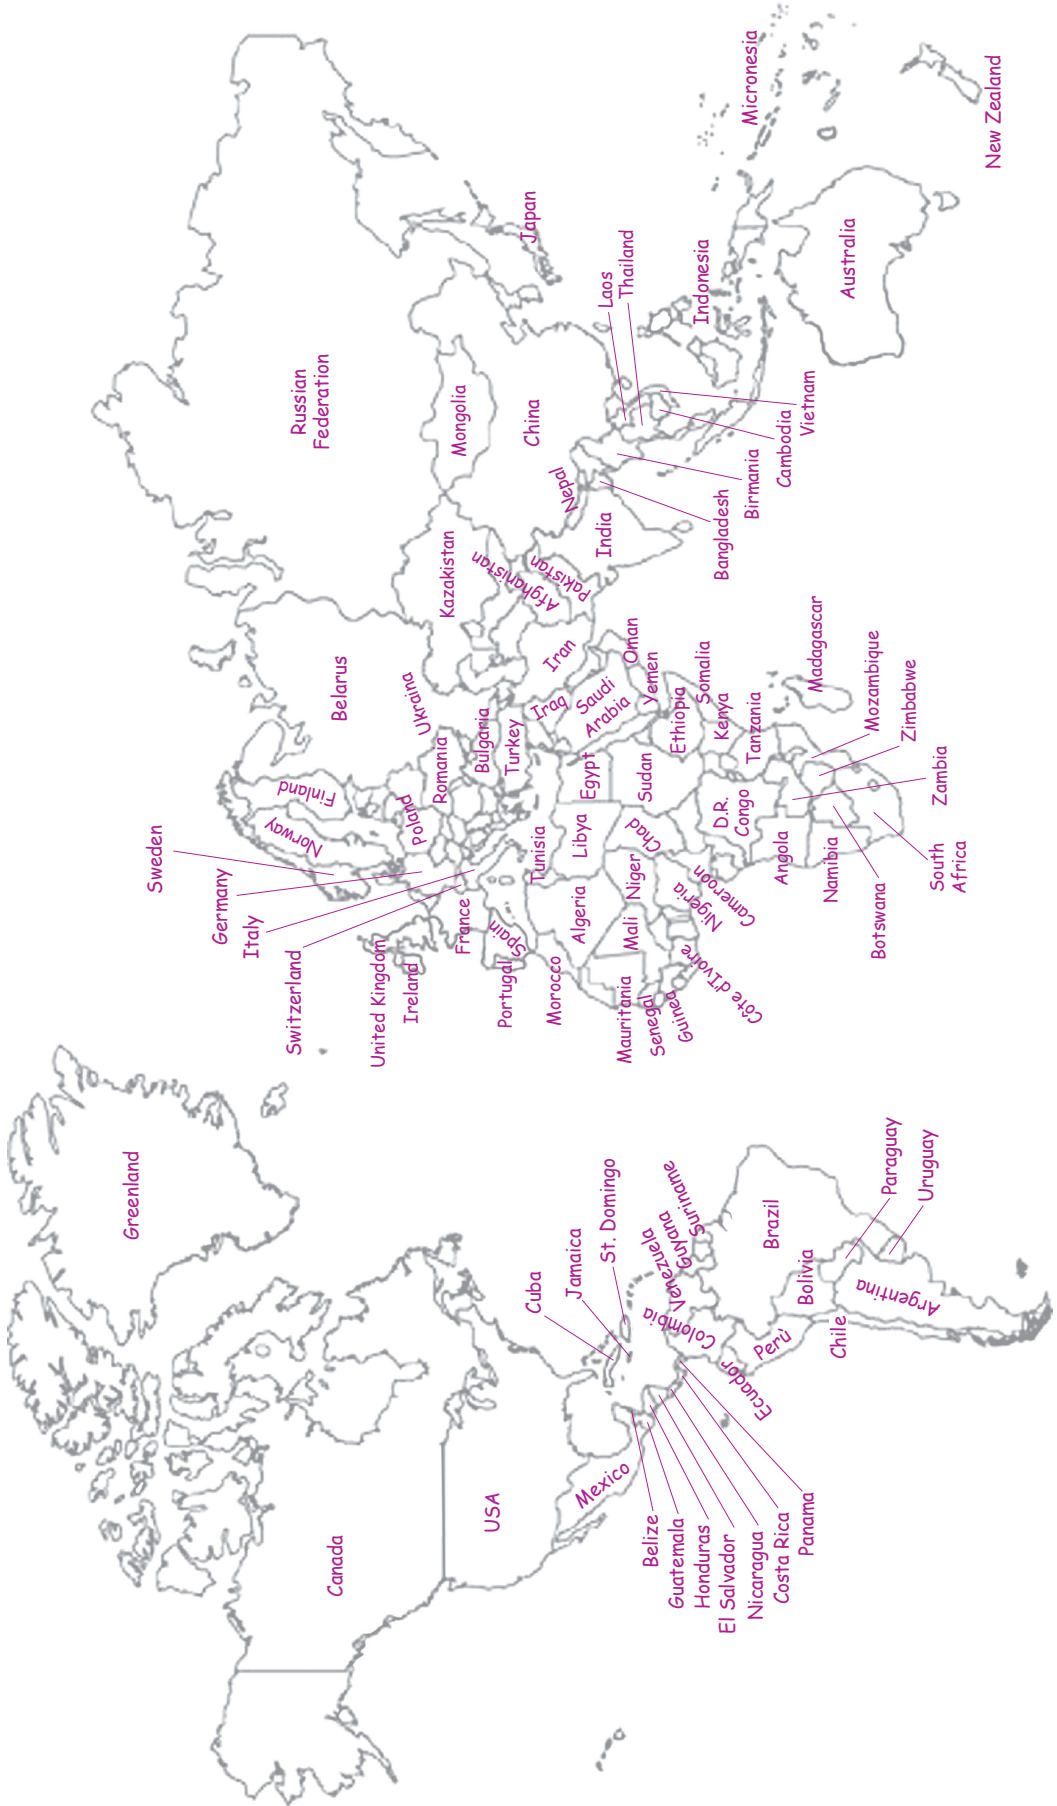 Greenland
Canada
USA
Mexico
Belize
Guatemala
Honduras
El Salvador
Nicaragua
Costa Rica
Panama
Cuba
Jamaica
St. Domingo
Venezuela
Guyana
Suriname
Colombia
Ecuador
Perù
Brazil
Bolivia
Chile
Paraguay
Uruguay
Argentina
Sweden
Germany
Italy
Switzerland
United Kingdom
Ireland
Norway
Finland
Poland
France
Spain
Portugal
Romania
Bulgaria
Turkey
Ukraina
Belarus
Russian
Federation
Kazakistan
Mongolia
China
Japan
Afghanistan
Pakistan
Nepal
India
Iran
Iraq
Saudi
Arabia
Oman
Yemen
Laos
Thailand
Vietnam
Cambodia
Birmania
Bangladesh
Indonesia
Micronesia
Australia
New Zealand
Morocco
Algeria
Tunisia
Libya
Egypt
Mauritania
Mali
Niger
Chad
Sudan
Ethiopia
Somalia
Senegal
Guinea
Côte d'Ivoire
Nigeria
Cameroon
D.R.
Congo
Kenya
Tanzania
Angola
Namibia
Botswana
South
Africa
Zambia
Zimbabwe
Mozambique
Madagascar